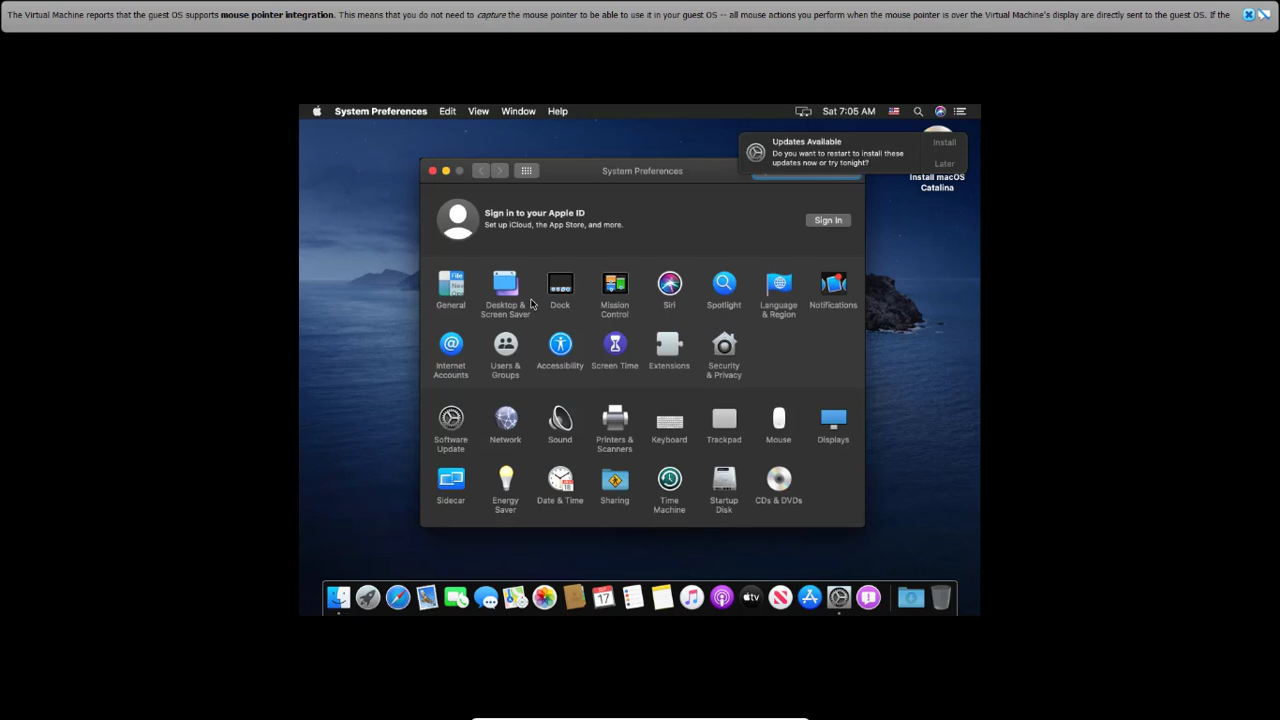 The Virtual Machine reports that the guest OS supports mouse pointer integration. This means that you do not need to capture the mouse pointer to be able to use it in your guest OS -- all mouse actions you perform when the mouse pointer is over the Virtual Machine's display are directly sent to the guest OS. If the
System Preferences Edit View Window Help Sat 7:05 AM
Updates Available
Do you want to restart to install these
updates now or try tonight?
Install
Later
Install macOS
Catalina
System Preferences
Sign in to your Apple ID
Set up iCloud, the App Store, and more.
Sign In
General
Desktop &
Screen Saver
Dock
Mission
Control
Siri
Spotlight
Language
& Region
Notifications
Internet
Accounts
Users &
Groups
Accessibility
Screen Time
Extensions
Security
& Privacy
Software
Update
Network
Sound
Printers &
Scanners
Keyboard
Trackpad
Mouse
Displays
Sidecar
Energy
Saver
Date & Time
Sharing
Time
Machine
Startup
Disk
CDs & DVDs
17
tv